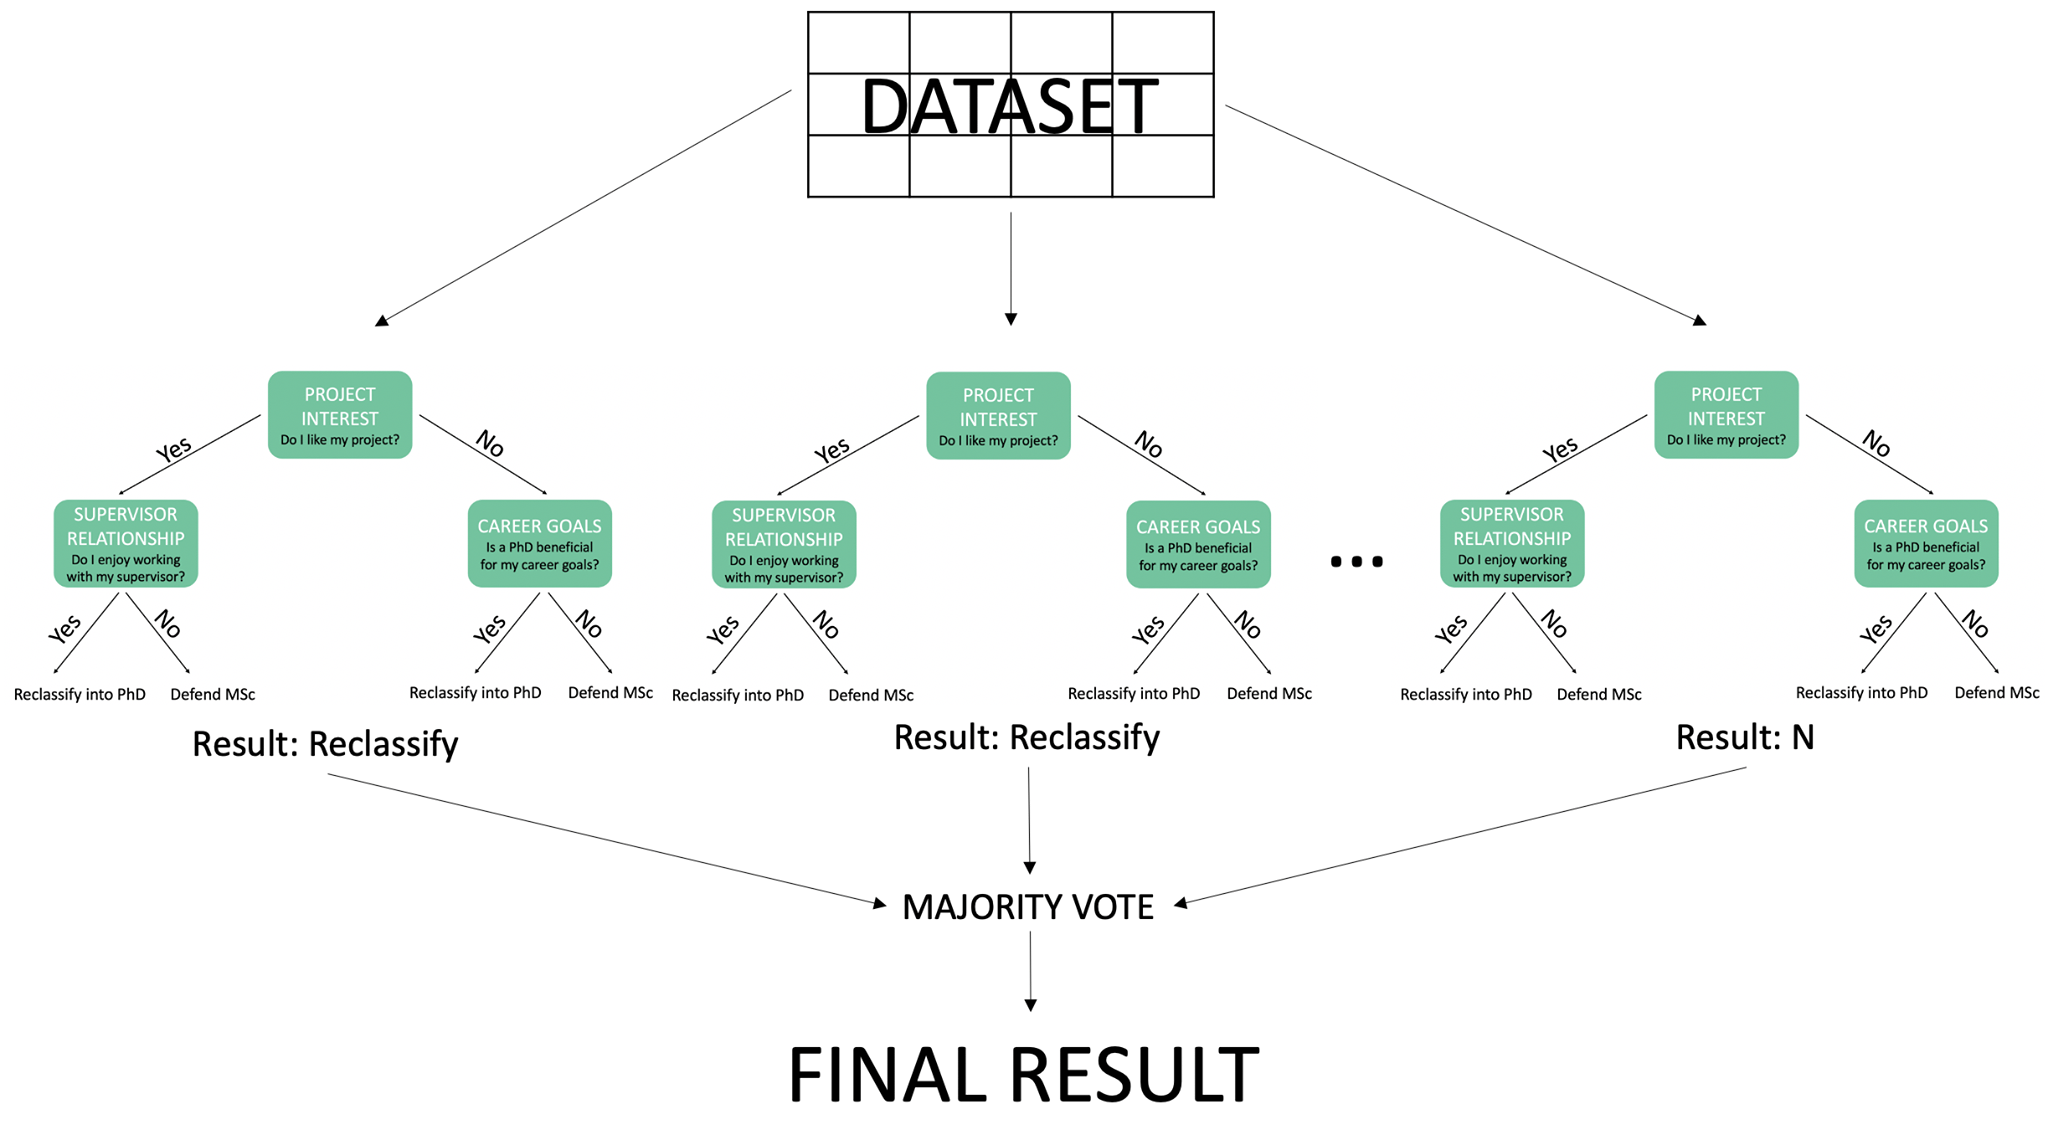 DATASET
PROJECT
INTEREST
Do I like my project?
Yes
No
SUPERVISOR
RELATIONSHIP
Do I enjoy working
with my supervisor?
CAREER GOALS
Is a PhD beneficial
for my career goals?
Yes
No
Yes
No
Reclassify into PhD
Defend MSc
Reclassify into PhD
Defend MSc
Result: Reclassify
PROJECT
INTEREST
Do I like my project?
Yes
No
SUPERVISOR
RELATIONSHIP
Do I enjoy working
with my supervisor?
CAREER GOALS
Is a PhD beneficial
for my career goals?
Yes
No
Yes
No
Reclassify into PhD
Defend MSc
Reclassify into PhD
Defend MSc
Result: Reclassify
...
PROJECT
INTEREST
Do I like my project?
Yes
No
SUPERVISOR
RELATIONSHIP
Do I enjoy working
with my supervisor?
CAREER GOALS
Is a PhD beneficial
for my career goals?
Yes
No
Yes
No
Reclassify into PhD
Defend MSc
Reclassify into PhD
Defend MSc
Result: N
MAJORITY VOTE
FINAL RESULT